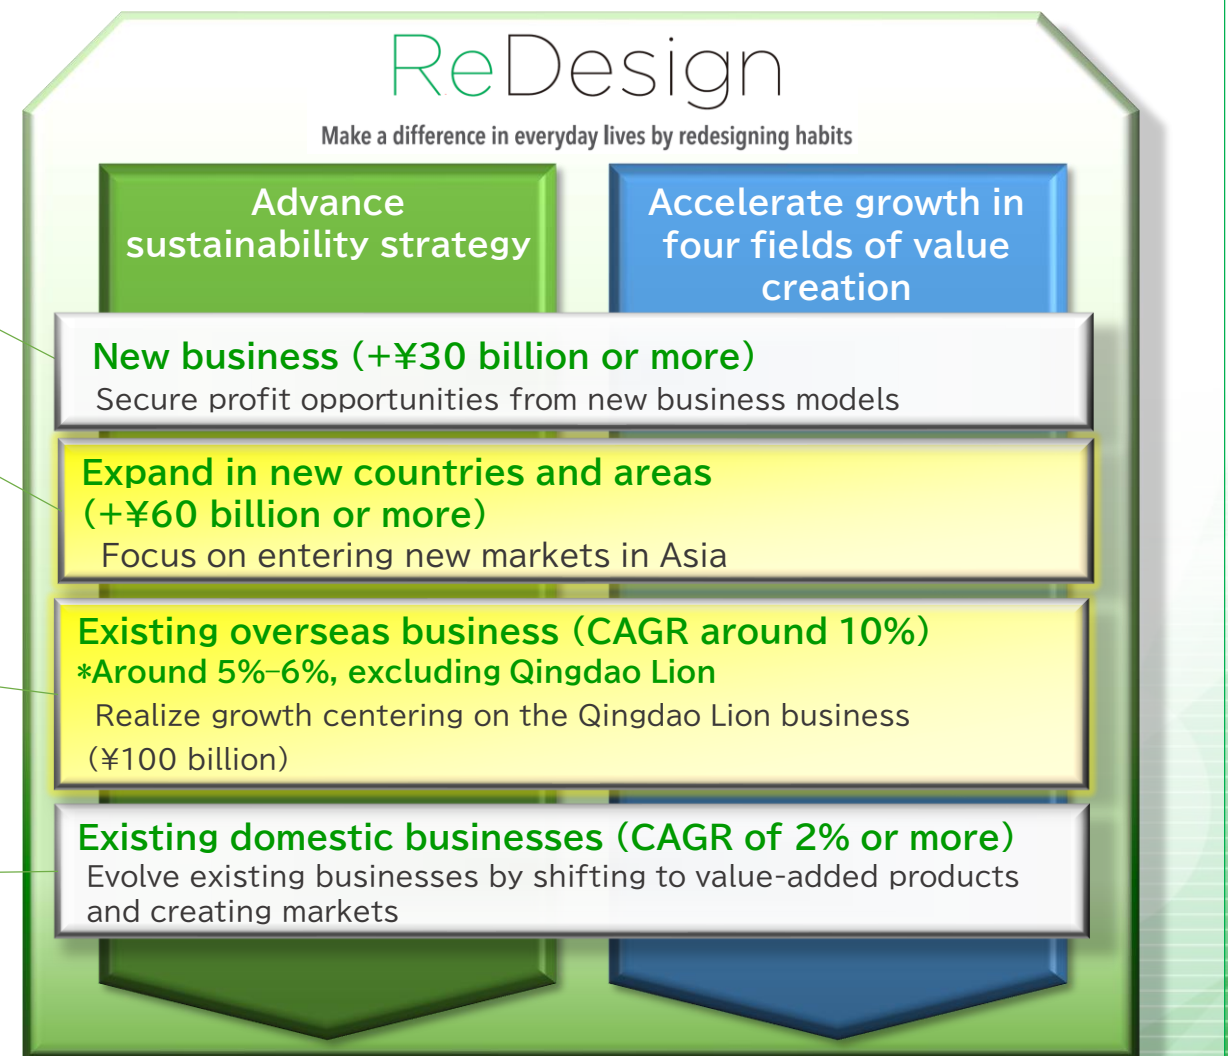 ReDesign
Make a difference in everyday lives by redesigning habits
Advance
sustainability strategy
Accelerate growth in
four fields of value
creation
New business (+¥30 billion or more)
Secure profit opportunities from new business models
Expand in new countries and areas
(+¥60 billion or more)
Focus on entering new markets in Asia
Existing overseas business (CAGR around 10%)
*Around 5%–6%, excluding Qingdao Lion
Realize growth centering on the Qingdao Lion business
(¥100 billion)
Existing domestic businesses (CAGR of 2% or more)
Evolve existing businesses by shifting to value-added products
and creating markets